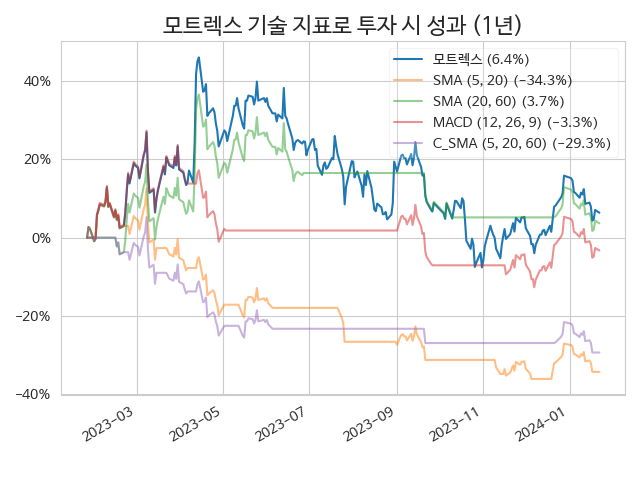 모트렉스 기술 지표로 투자 시 성과 (1년)
모트렉스 (6.4%)
SMA (5, 20) (−34.3%)
SMA (20, 60) (3.7%)
MACD (12, 26, 9) (−3.3%)
C_SMA (5, 20, 60) (−29.3%)
40%
20%
0%
−20%
−40%
2023−03
2023−05
2023−07
2023−09
2023−11
2024−01